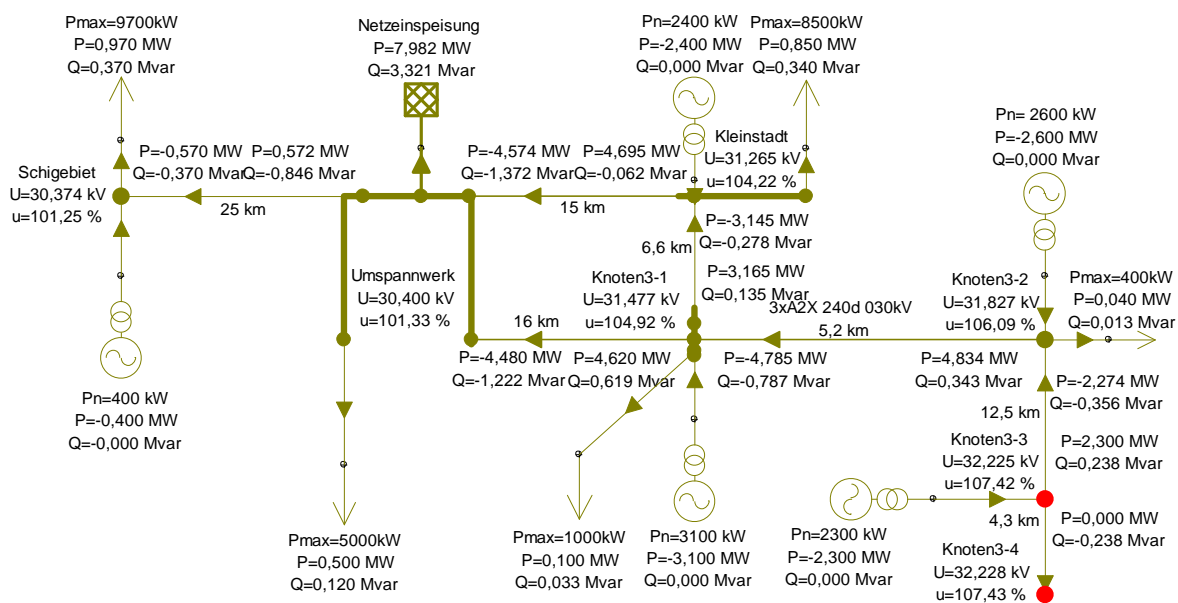 Pmax=9700kW
P=0,970 MW
Q=0,370 Mvar
Netzeinspeisung
P=7,982 MW
Q=3,321 Mvar
Pn=2400 kW
P=-2,400 MW
Q=0,000 Mvar
Pmax=8500kW
P=0,850 MW
Q=0,340 Mvar
Pn= 2600 kW
P=-2,600 MW
Q=0,000 Mvar
Schigebiet
U=30,374 kV
u=101,25 %
P=-0,570 MW
Q=-0,370 Mvar
P=0,572 MW
Q=-0,846 Mvar
25 km
P=-4,574 MW
Q=-1,372 Mvar
P=4,695 MW
Q=-0,062 Mvar
15 km
Kleinstadt
U=31,265 kV
u=104,22 %
P=-3,145 MW
Q=-0,278 Mvar
6,6 km
P=3,165 MW
Q=0,135 Mvar
Umspannwerk
U=30,400 kV
u=101,33 %
Knoten3-1
U=31,477 kV
u=104,92 %
3xA2X 240d 030kV
5,2 km
Knoten3-2
U=31,827 kV
u=106,09 %
Pmax=400kW
P=0,040 MW
Q=0,013 Mvar
16 km
P=-4,480 MW
Q=-1,222 Mvar
P=4,620 MW
Q=0,619 Mvar
P=-4,785 MW
Q=-0,787 Mvar
P=4,834 MW
Q=0,343 Mvar
P=-2,274 MW
Q=-0,356 Mvar
12,5 km
Pn=400 kW
P=-0,400 MW
Q=-0,000 Mvar
Knoten3-3
U=32,225 kV
u=107,42 %
P=2,300 MW
Q=0,238 Mvar
4,3 km
P=0,000 MW
Q=-0,238 Mvar
Pmax=5000kW
P=0,500 MW
Q=0,120 Mvar
Pmax=1000kW
P=0,100 MW
Q=0,033 Mvar
Pn=3100 kW
P=-3,100 MW
Q=0,000 Mvar
Pn=2300 kW
P=-2,300 MW
Q=0,000 Mvar
Knoten3-4
U=32,228 kV
u=107,43 %